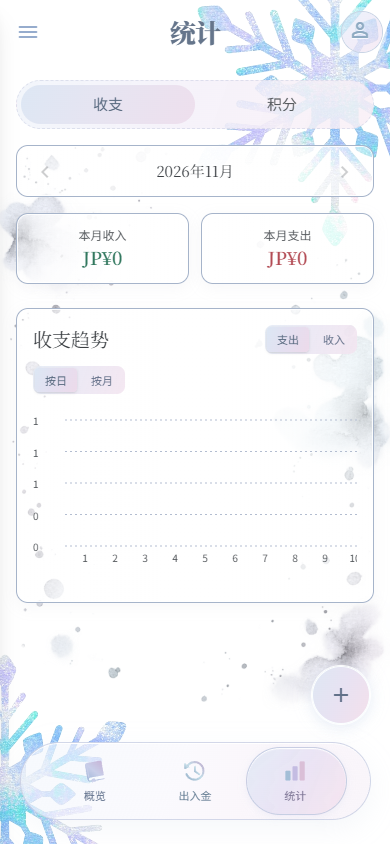 统计
收支 积分
2026年11月
本月收入 本月支出
JP¥0 JP¥0
收支趋势 支出 收入
按日 按月
1
1
1
0
0
1 2 3 4 5 6 7 8 9 10
+
概览 出入金 统计